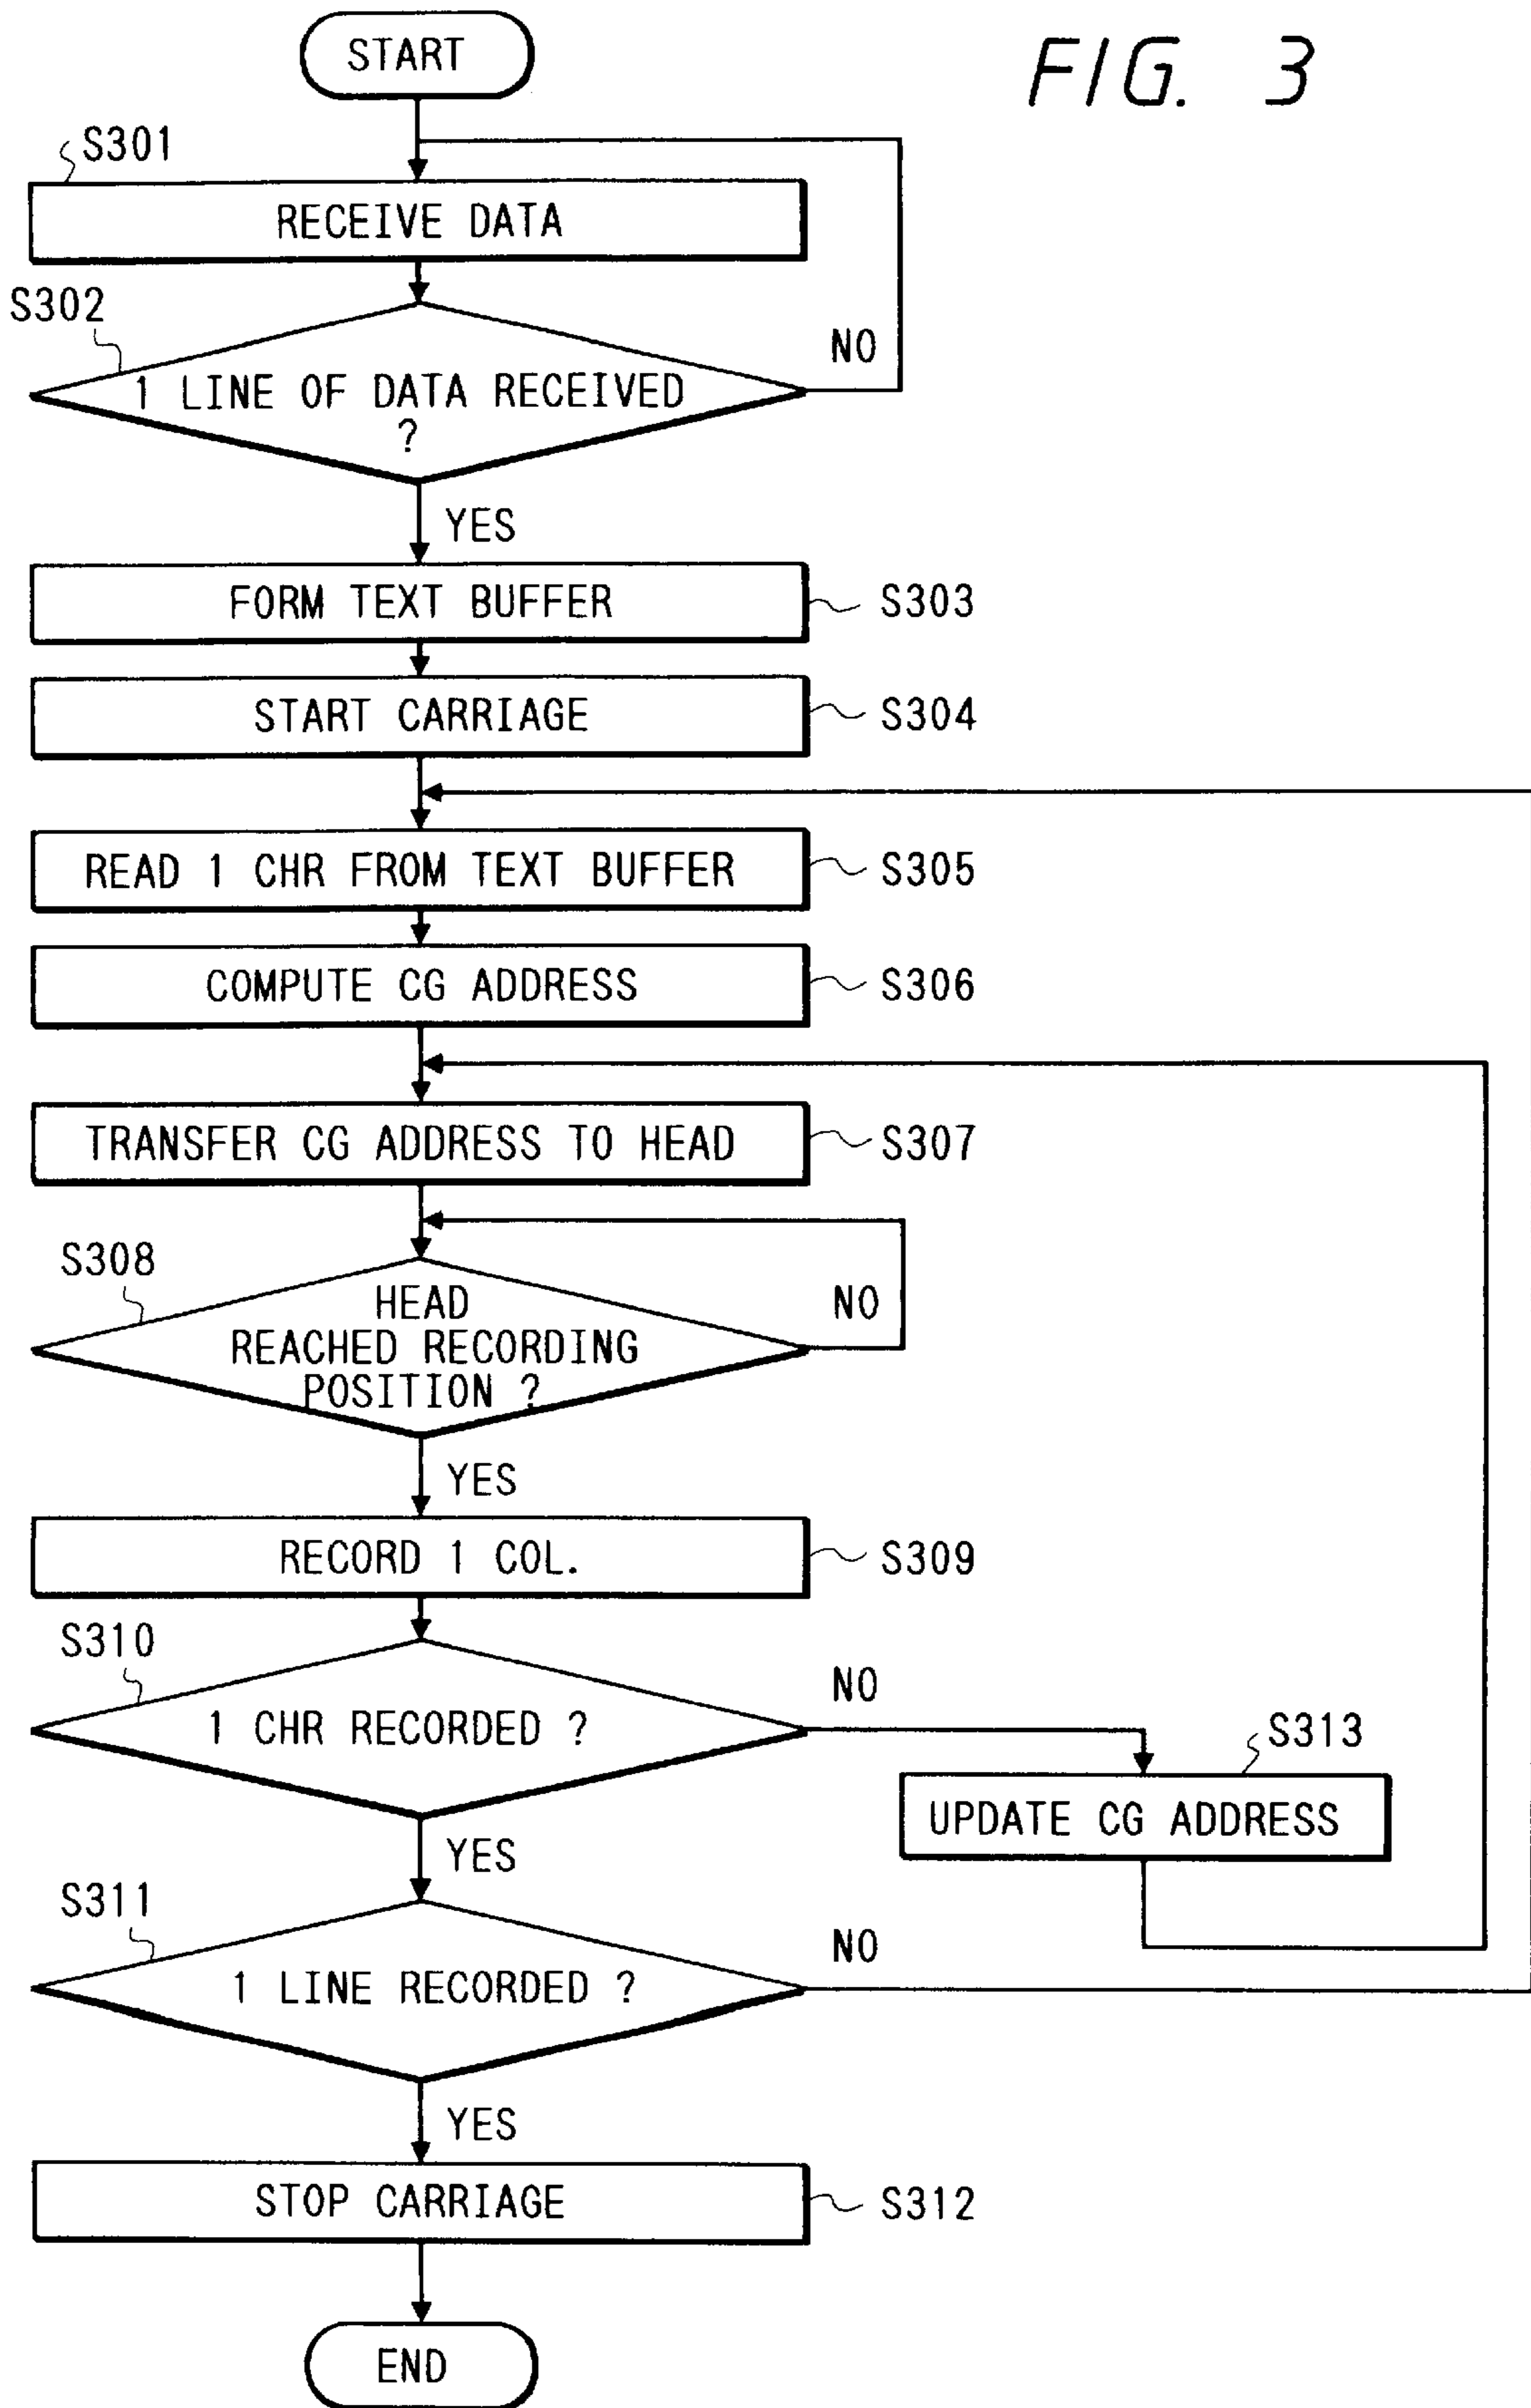 START
FIG. 3
S301
RECEIVE DATA
S302
NO
1 LINE OF DATA RECEIVED
?
YES
FORM TEXT BUFFER
S303
START CARRIAGE
S304
READ 1 CHR FROM TEXT BUFFER
S305
COMPUTE CG ADDRESS
S306
TRANSFER CG ADDRESS TO HEAD
S307
S308
HEAD
NO
REACHED RECORDING
POSITION ?
YES
RECORD 1 COL.
S309
S310
NO
1 CHR RECORDED ?
S313
UPDATE CG ADDRESS
YES
S311
NO
1 LINE RECORDED ?
YES
STOP CARRIAGE
S312
END